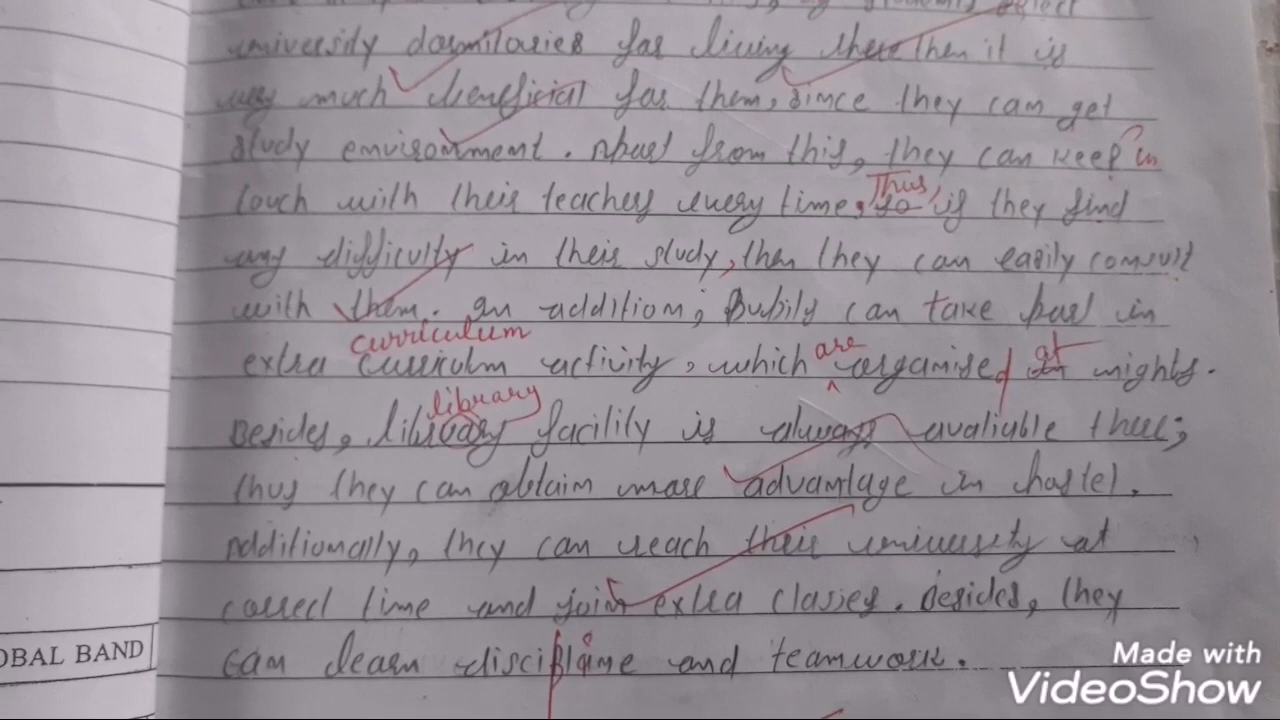 select
university dormitories for living there then it is
very much beneficial for them, since they can get
study environment. Apart from this, they can keep in
touch with their teachers every time. Thus, so if they find
any difficulty in their study, then they can easily consult
with them. In addition, Pupils can take part in
curriculum
extra curriculm activity, which are organised at nights.
library
Besides, library facility is always avaliable there;
thus they can obtain more advantage in hostel.
Additionally, they can reach their university at
correct time and join extra classes. Besides, they
can learn discipline and teamwork.
OBAL BAND
Made with
VideoShow